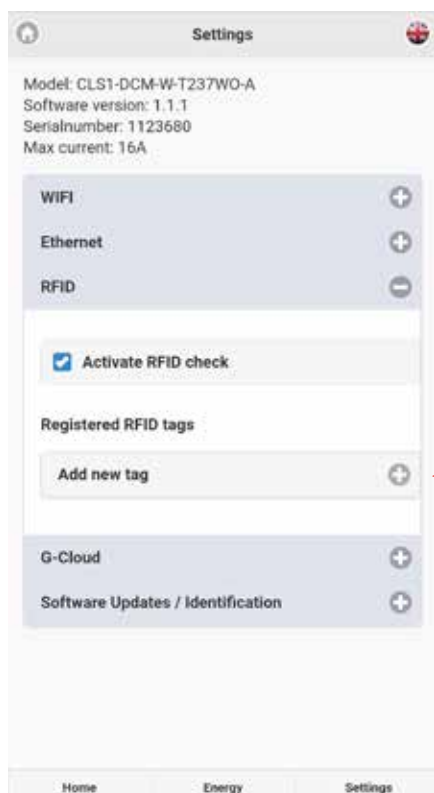 Settings
Model: CLS1-DCM-W-T237WO-A
Software version: 1.1.1
Serialnumber: 1123680
Max current: 16A
WIFI
Ethernet
RFID
Activate RFID check
Registered RFID tags
Add new tag
G-Cloud
Software Updates / Identification
Home Energy Settings